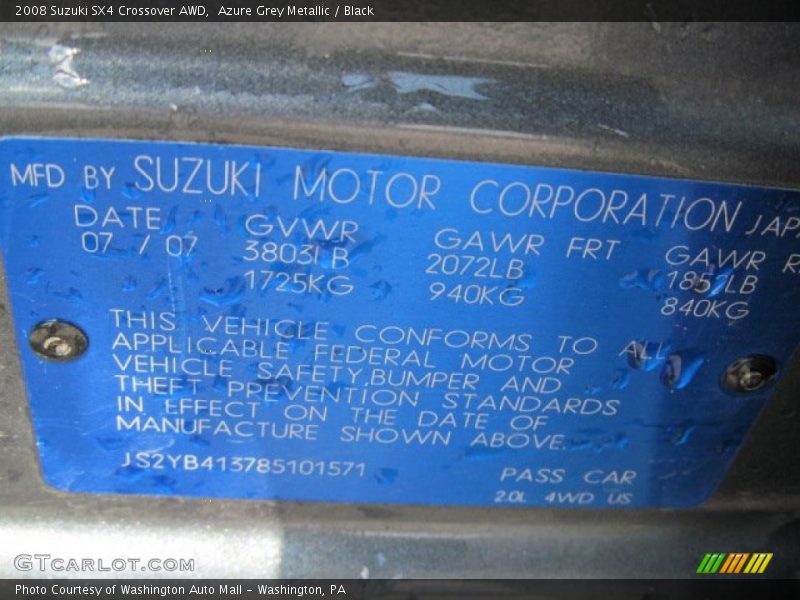 2008 Suzuki SX4 Crossover AWD,  Azure Grey Metallic / Black
MFD BY SUZUKI MOTOR CORPORATION
DATE GVWR GAWR FRT GAWR
07 / 07 3803LB 2072LB 1851LB
1725KG 940KG 840KG
THIS VEHICLE CONFORMS TO ALL
APPLICABLE FEDERAL MOTOR
VEHICLE SAFETY,BUMPER AND
THEFT PREVENTION STANDARDS
IN EFFECT ON THE DATE OF
MANUFACTURE SHOWN ABOVE.
JS2YB413785101571
PASS CAR
2.0L 4WD US
GTCARLOT.COM
Photo Courtesy of Washington Auto Mall - Washington, PA